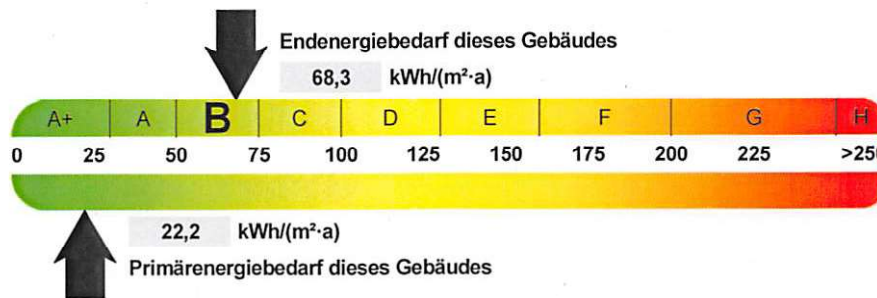 Endenergiebedarf dieses Gebäudes
68,3 kWh/(m²·a)
A+ A B C D E F G H
0 25 50 75 100 125 150 175 200 225 >250
22,2 kWh/(m²·a)
Primärenergiebedarf dieses Gebäudes